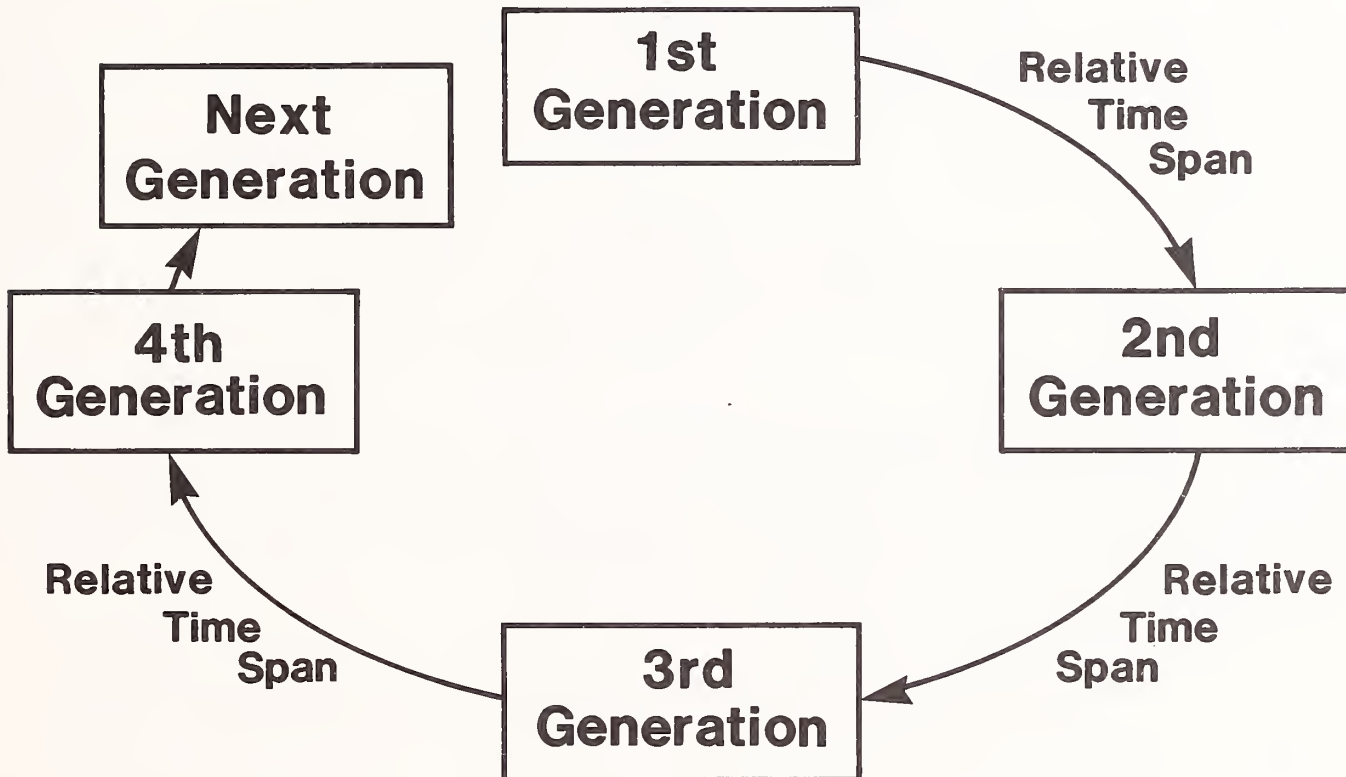 1st
Generation
Relative
Time
Span
2nd
Generation
Relative
Time
Span
3rd
Generation
Relative
Time
Span
4th
Generation
Next
Generation